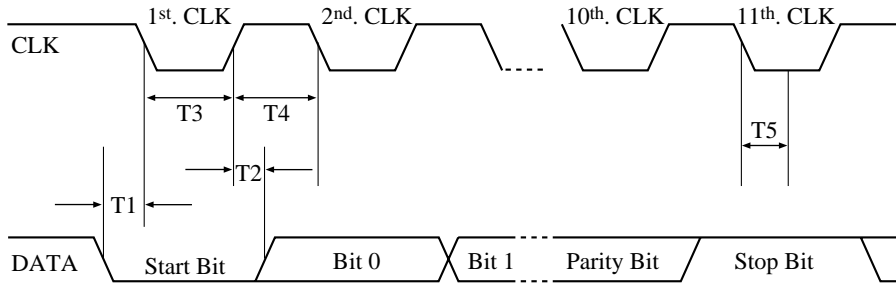 1st. CLK 2nd. CLK 10th. CLK 11th. CLK
CLK
T3 T4 T5
T2
T1
DATA Start Bit Bit 0 Bit 1 Parity Bit Stop Bit